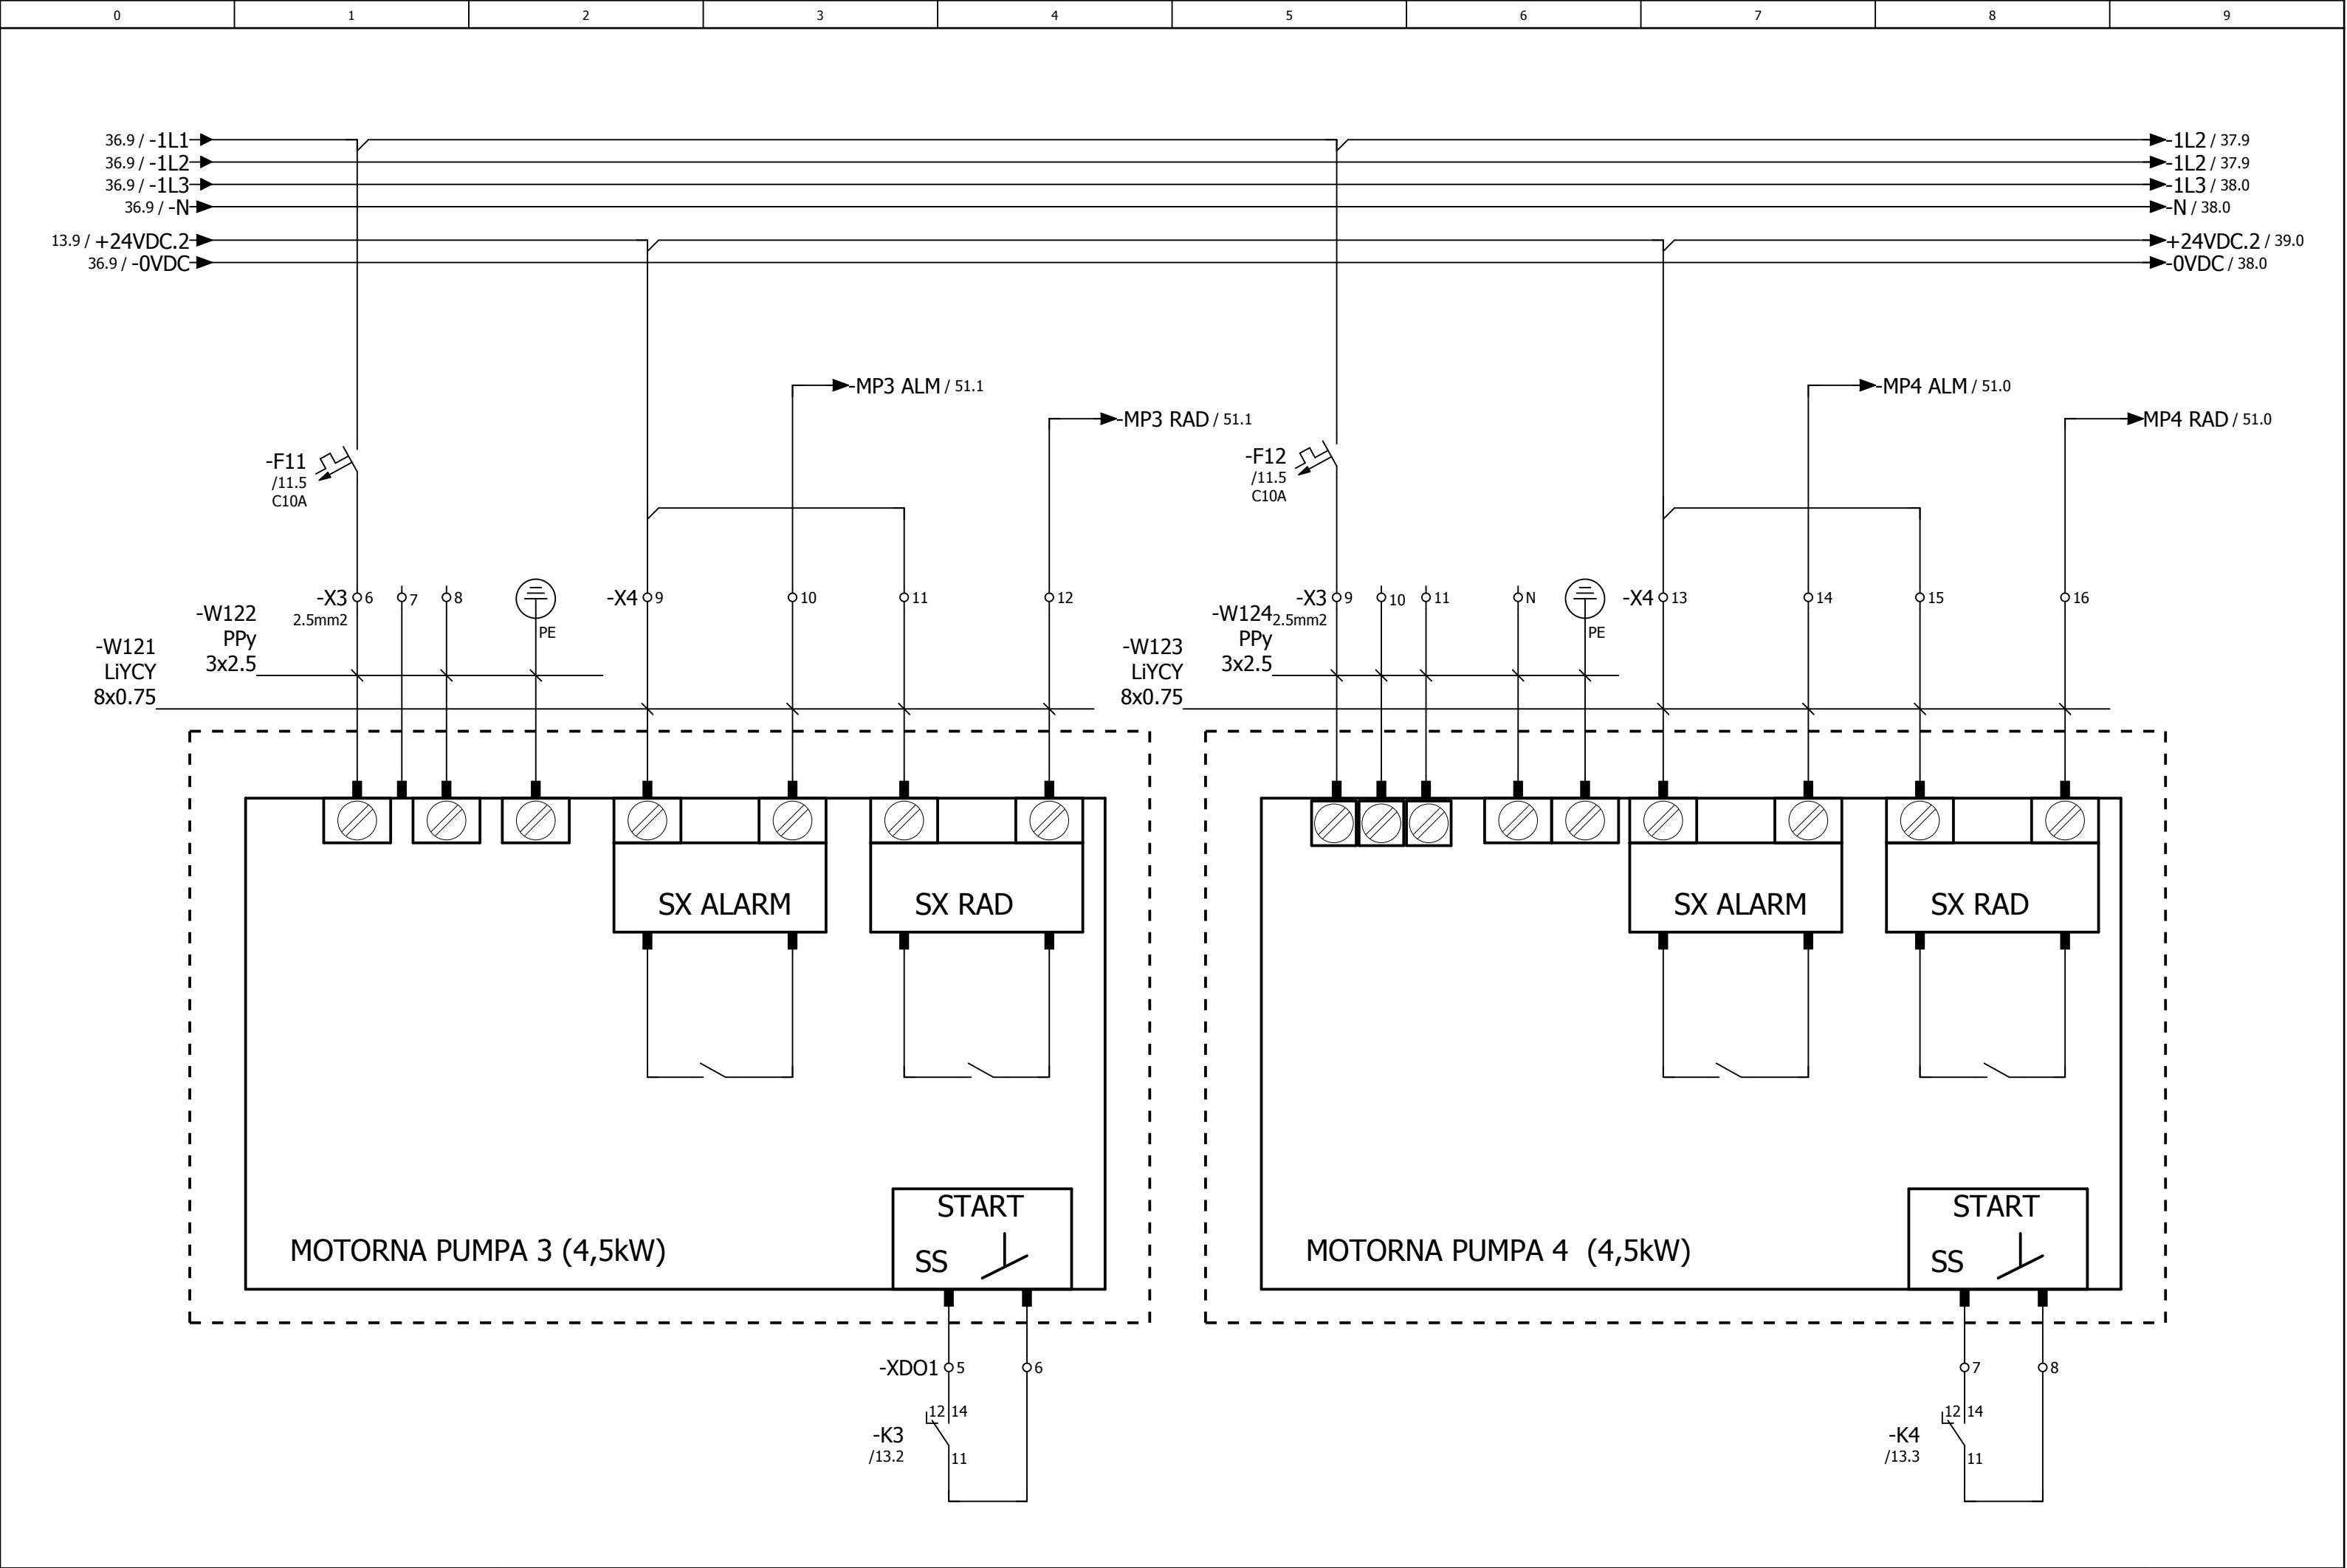 0 1 2 3 4 5 6 7 8 9
36.9 / -1L1 -1L2 / 37.9
36.9 / -1L2 -1L2 / 37.9
36.9 / -1L3 -1L3 / 38.0
36.9 / -N -N / 38.0
13.9 / +24VDC.2 +24VDC.2 / 39.0
36.9 / -0VDC -0VDC / 38.0
-MP3 ALM / 51.1
-MP4 ALM / 51.0
-MP3 RAD / 51.1
MP4 RAD / 51.0
-F11
/11.5
C10A
-F12
/11.5
C10A
-X3 6 7 8
2.5mm2
PE
-X4 9 10 11 12
-W122
PPy
3x2.5
-W121
LiYCY
8x0.75
-X3 9 10 11 N
2.5mm2
PE
-X4 13 14 15 16
-W124
PPy
3x2.5
-W123
LiYCY
8x0.75
SX ALARM SX RAD
SX ALARM SX RAD
START
SS
MOTORNA PUMPA 3 (4,5kW)
START
SS
MOTORNA PUMPA 4 (4,5kW)
-XDO1 5 6
12 14
-K3
/13.2
11
7 8
12 14
-K4
/13.3
11